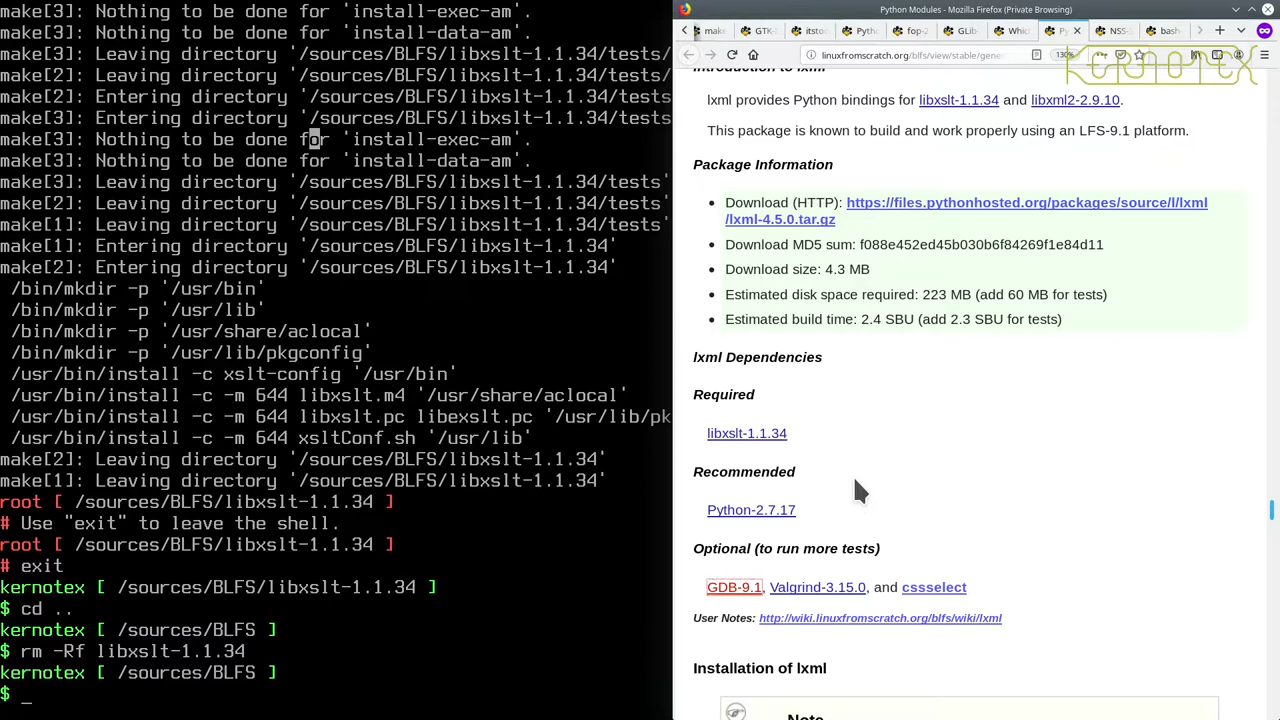 make[3]: Nothing to be done for 'install-exec-am'.
make[3]: Nothing to be done for 'install-data-am'.
make[3]: Leaving directory '/sources/BLFS/libxslt-1.1.34/tests/
make[2]: Leaving directory '/sources/BLFS/libxslt-1.1.34/tests/
make[2]: Entering directory '/sources/BLFS/libxslt-1.1.34/tests
make[3]: Entering directory '/sources/BLFS/libxslt-1.1.34/tests
make[3]: Nothing to be done for 'install-exec-am'.
make[3]: Nothing to be done for 'install-data-am'.
make[3]: Leaving directory '/sources/BLFS/libxslt-1.1.34/tests'
make[2]: Leaving directory '/sources/BLFS/libxslt-1.1.34/tests'
make[1]: Leaving directory '/sources/BLFS/libxslt-1.1.34/tests'
make[1]: Entering directory '/sources/BLFS/libxslt-1.1.34'
make[2]: Entering directory '/sources/BLFS/libxslt-1.1.34'
/bin/mkdir -p '/usr/bin'
/bin/mkdir -p '/usr/lib'
/bin/mkdir -p '/usr/share/aclocal'
/bin/mkdir -p '/usr/lib/pkgconfig'
/usr/bin/install -c xslt-config '/usr/bin'
/usr/bin/install -c -m 644 libxslt.m4 '/usr/share/aclocal'
/usr/bin/install -c -m 644 libxslt.pc libexslt.pc '/usr/lib/pk
/usr/bin/install -c -m 644 xsltConf.sh '/usr/lib'
make[2]: Leaving directory '/sources/BLFS/libxslt-1.1.34'
make[1]: Leaving directory '/sources/BLFS/libxslt-1.1.34'
root [ /sources/BLFS/libxslt-1.1.34 ]
# Use "exit" to leave the shell.
root [ /sources/BLFS/libxslt-1.1.34 ]
# exit
kernotex [ /sources/BLFS/libxslt-1.1.34 ]
$ cd ..
kernotex [ /sources/BLFS ]
$ rm -Rf libxslt-1.1.34
kernotex [ /sources/BLFS ]
$ _
Python Modules - Mozilla Firefox (Private Browsing)
make. GTK- itstoo Pytho fop-2 GLib- Whic Py NSS- bash-
linuxfromscratch.org/blfs/view/stable/gene 130%
KERNOTEX
Introduction to lxml
lxml provides Python bindings for libxslt-1.1.34 and libxml2-2.9.10.
This package is known to build and work properly using an LFS-9.1 platform.
Package Information
Download (HTTP): https://files.pythonhosted.org/packages/source/l/lxml
/lxml-4.5.0.tar.gz
Download MD5 sum: f088e452ed45b030b6f84269f1e84d11
Download size: 4.3 MB
Estimated disk space required: 223 MB (add 60 MB for tests)
Estimated build time: 2.4 SBU (add 2.3 SBU for tests)
lxml Dependencies
Required
libxslt-1.1.34
Recommended
Python-2.7.17
Optional (to run more tests)
GDB-9.1, Valgrind-3.15.0, and cssselect
User Notes: http://wiki.linuxfromscratch.org/blfs/wiki/lxml
Installation of lxml
Note